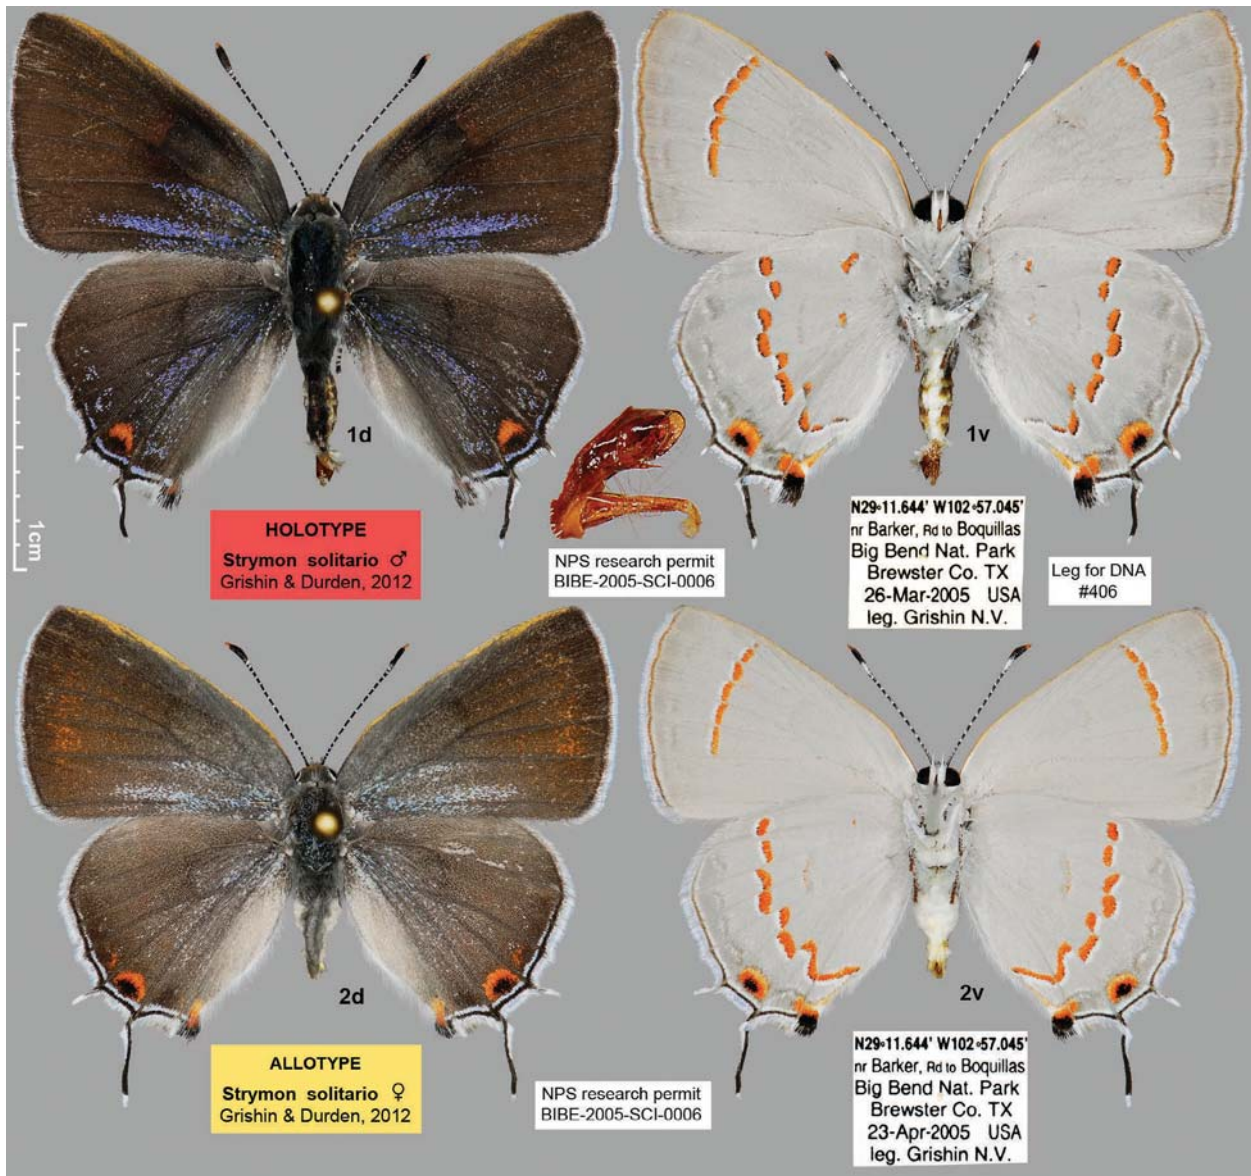 1d
1v
1cm
HOLOTYPE
Strymon solitario ♂
Grishin & Durden, 2012
NPS research permit
BIBE-2005-SCI-0006
N29◦11.644' W102◦57.045'
nr Barker, Rd to Boquillas
Big Bend Nat. Park
Brewster Co. TX
26-Mar-2005 USA
leg. Grishin N.V.
Leg for DNA
#406
2d
2v
ALLOTYPE
Strymon solitario ♀
Grishin & Durden, 2012
NPS research permit
BIBE-2005-SCI-0006
N29◦11.644' W102◦57.045'
nr Barker, Rd to Boquillas
Big Bend Nat. Park
Brewster Co. TX
23-Apr-2005 USA
leg. Grishin N.V.